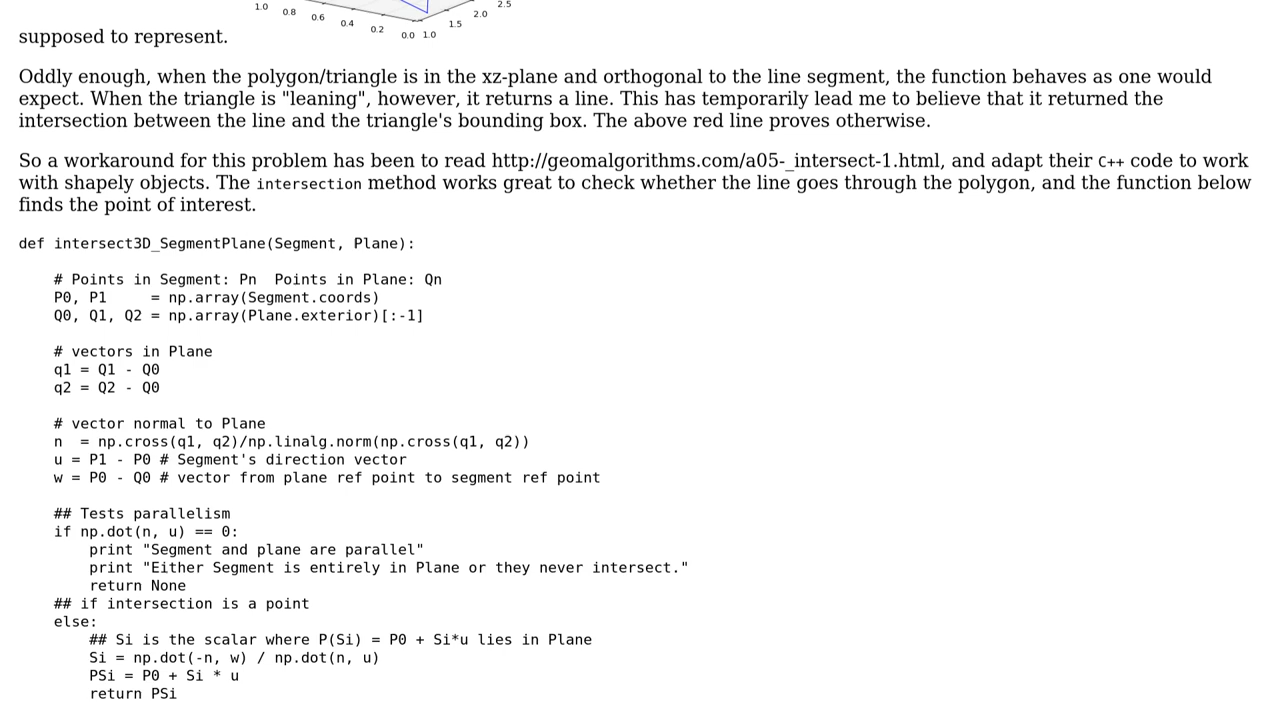 2.5
1.0 2.0
0.8
0.6 1.5
0.4
0.2
0.0 1.0
supposed to represent.
Oddly enough, when the polygon/triangle is in the xz-plane and orthogonal to the line segment, the function behaves as one would
expect. When the triangle is "leaning", however, it returns a line. This has temporarily lead me to believe that it returned the
intersection between the line and the triangle's bounding box. The above red line proves otherwise.
So a workaround for this problem has been to read http://geomalgorithms.com/a05-_intersect-1.html, and adapt their C++ code to work
with shapely objects. The intersection method works great to check whether the line goes through the polygon, and the function below
finds the point of interest.
def intersect3D_SegmentPlane(Segment, Plane):
    # Points in Segment: Pn  Points in Plane: Qn
    P0, P1     = np.array(Segment.coords)
    Q0, Q1, Q2 = np.array(Plane.exterior)[:-1]
    # vectors in Plane
    q1 = Q1 - Q0
    q2 = Q2 - Q0
    # vector normal to Plane
    n  = np.cross(q1, q2)/np.linalg.norm(np.cross(q1, q2))
    u = P1 - P0 # Segment's direction vector
    w = P0 - Q0 # vector from plane ref point to segment ref point
    ## Tests parallelism
    if np.dot(n, u) == 0:
        print "Segment and plane are parallel"
        print "Either Segment is entirely in Plane or they never intersect."
        return None
    ## if intersection is a point
    else:
        ## Si is the scalar where P(Si) = P0 + Si*u lies in Plane
        Si = np.dot(-n, w) / np.dot(n, u)
        PSi = P0 + Si * u
        return PSi